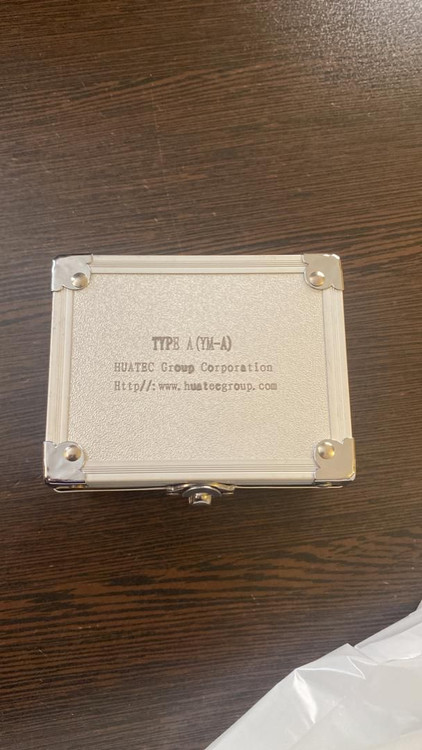 TYPE A(YM-A)
HUATEC Group Corporation
Http//:www.huatecgroup.com